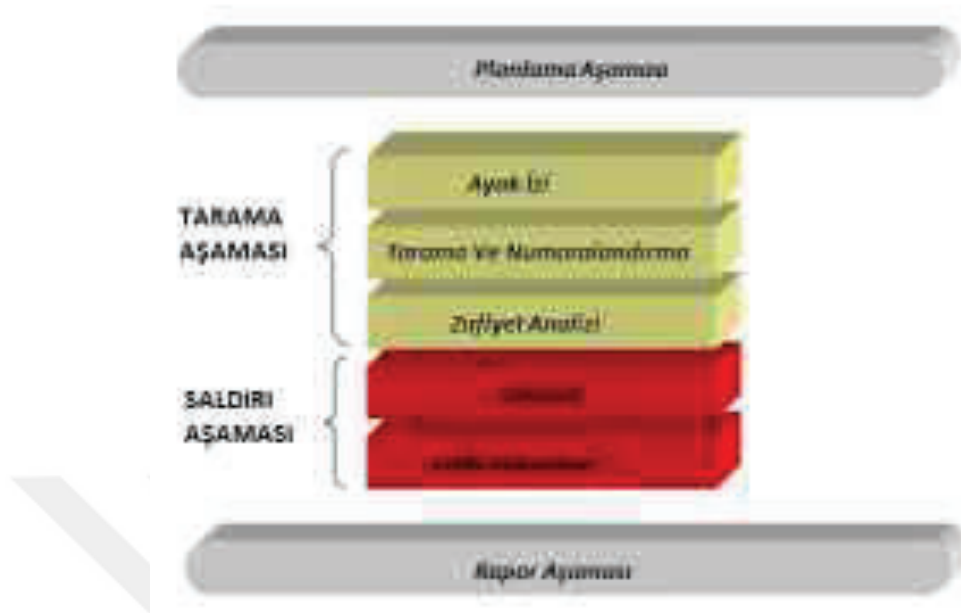 Planlama Aşaması
Ayak İzi
TARAMA
AŞAMASI
Tarama Ve Numaralandırma
Zafiyet Analizi
SALDIRI
AŞAMASI
Rapor Aşaması